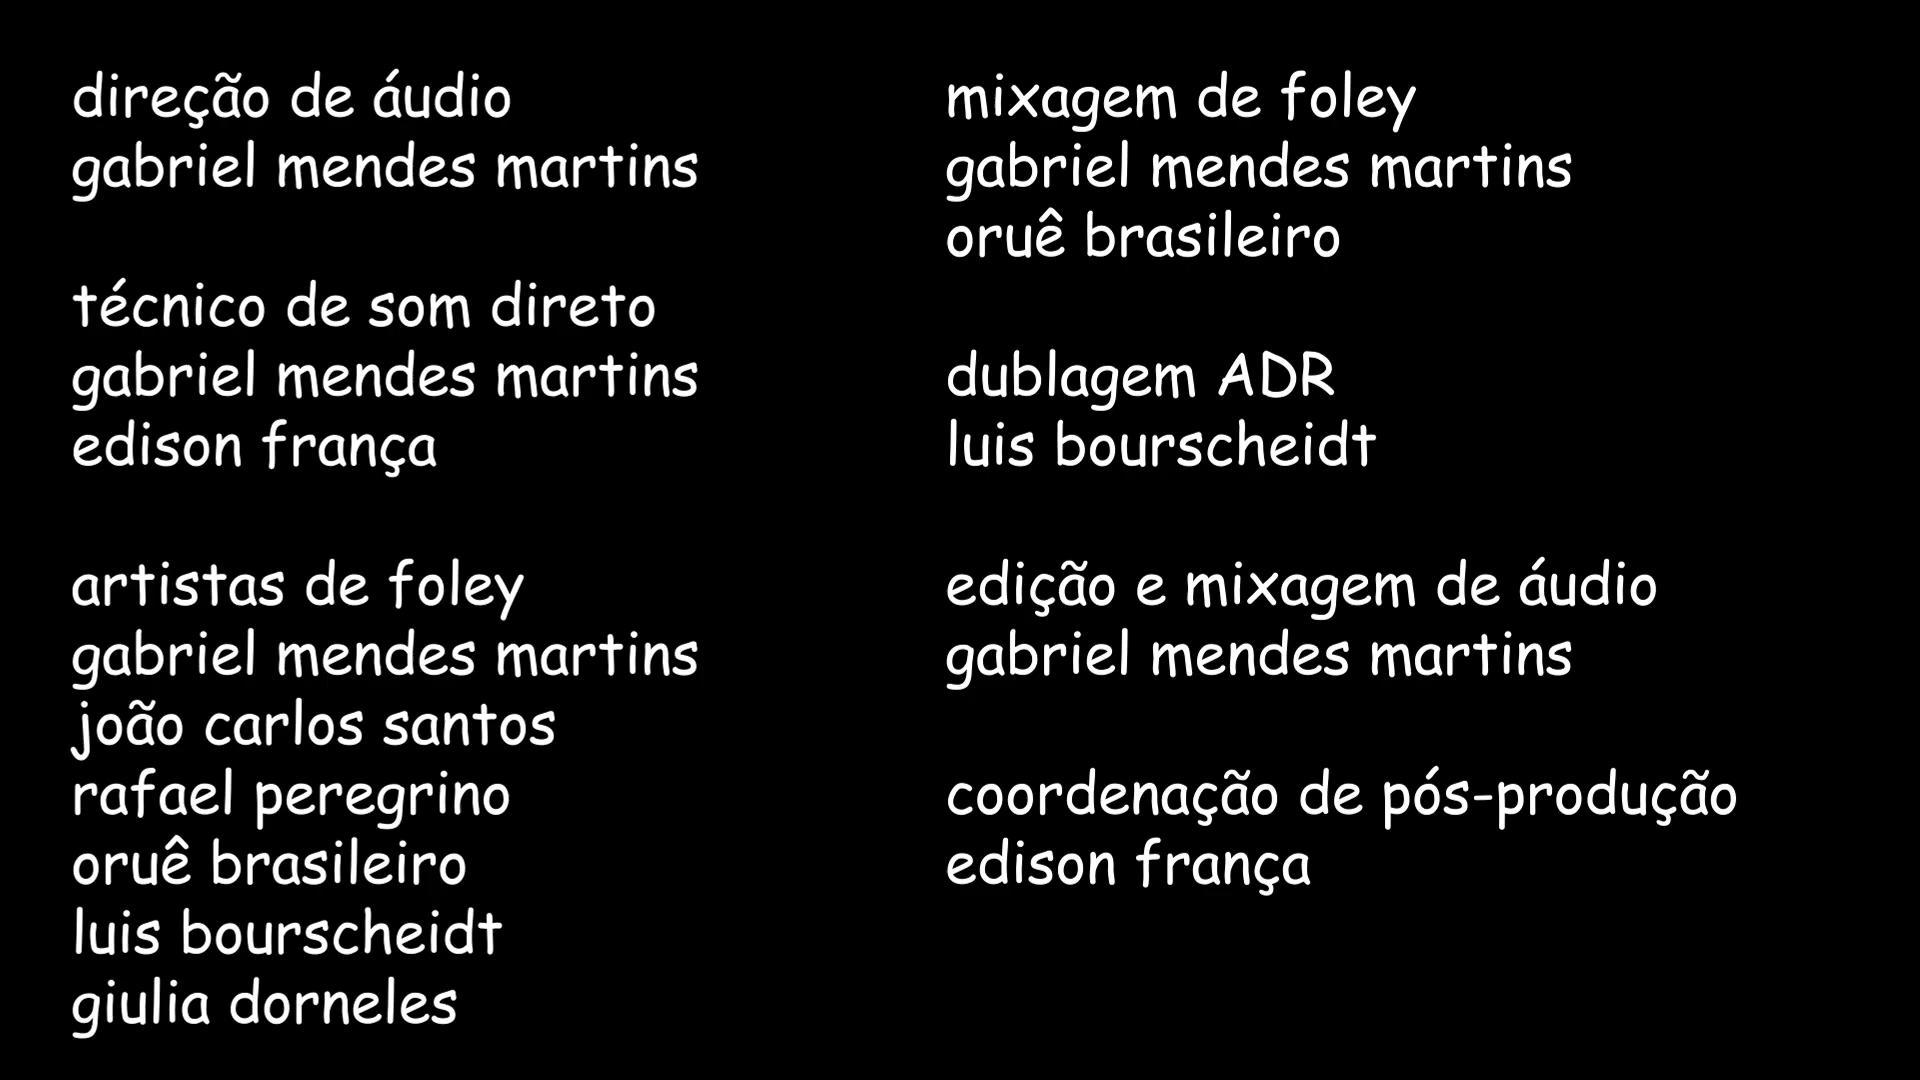 direção de áudio
gabriel mendes martins
técnico de som direto
gabriel mendes martins
edison frança
artistas de foley
gabriel mendes martins
joão carlos santos
rafael peregrino
oruê brasileiro
luis bourscheidt
giulia dorneles
mixagem de foley
gabriel mendes martins
oruê brasileiro
dublagem ADR
luis bourscheidt
edição e mixagem de áudio
gabriel mendes martins
coordenação de pós-produção
edison frança